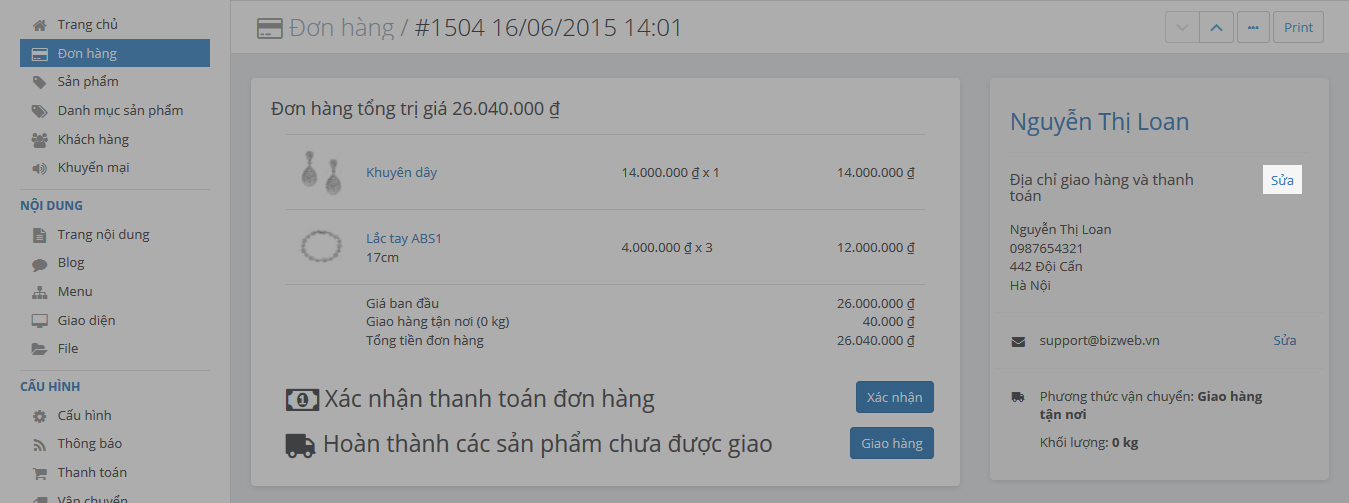 Trang chủ
Đơn hàng
Sản phẩm
Danh mục sản phẩm
Khách hàng
Khuyến mại
NỘI DUNG
Trang nội dung
Blog
Menu
Giao diện
File
CẤU HÌNH
Cấu hình
Thông báo
Thanh toán
Vận chuyển
Đơn hàng / #1504 16/06/2015 14:01
Print
Đơn hàng tổng trị giá 26.040.000 ₫
Khuyên dây 14.000.000 ₫ x 1 14.000.000 ₫
Lắc tay ABS1 4.000.000 ₫ x 3 12.000.000 ₫
17cm
Giá ban đầu 26.000.000 ₫
Giao hàng tận nơi (0 kg) 40.000 ₫
Tổng tiền đơn hàng 26.040.000 ₫
Xác nhận thanh toán đơn hàng Xác nhận
Hoàn thành các sản phẩm chưa được giao Giao hàng
Nguyễn Thị Loan
Địa chỉ giao hàng và thanh Sửa
toán
Nguyễn Thị Loan
0987654321
442 Đội Cấn
Hà Nội
support@bizweb.vn Sửa
Phương thức vận chuyển: Giao hàng
tận nơi
Khối lượng: 0 kg